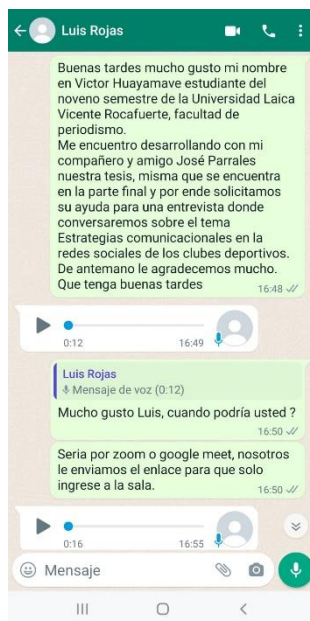 Luis Rojas
Buenas tardes mucho gusto mi nombre
en Victor Huayamave estudiante del
noveno semestre de la Universidad Laica
Vicente Rocafuerte, facultad de
periodismo.
Me encuentro desarrollando con mi
compañero y amigo José Parrales
nuestra tesis, misma que se encuentra
en la parte final y por ende solicitamos
su ayuda para una entrevista donde
conversaremos sobre el tema
Estrategias comunicacionales en la
redes sociales de los clubes deportivos.
De antemano le agradecemos mucho.
Que tenga buenas tardes
16:48
0:12 16:49
Luis Rojas
Mensaje de voz (0:12)
Mucho gusto Luis, cuando podría usted ?
16:50
Seria por zoom o google meet, nosotros
le enviamos el enlace para que solo
ingrese a la sala.
16:50
0:16 16:55
Mensaje